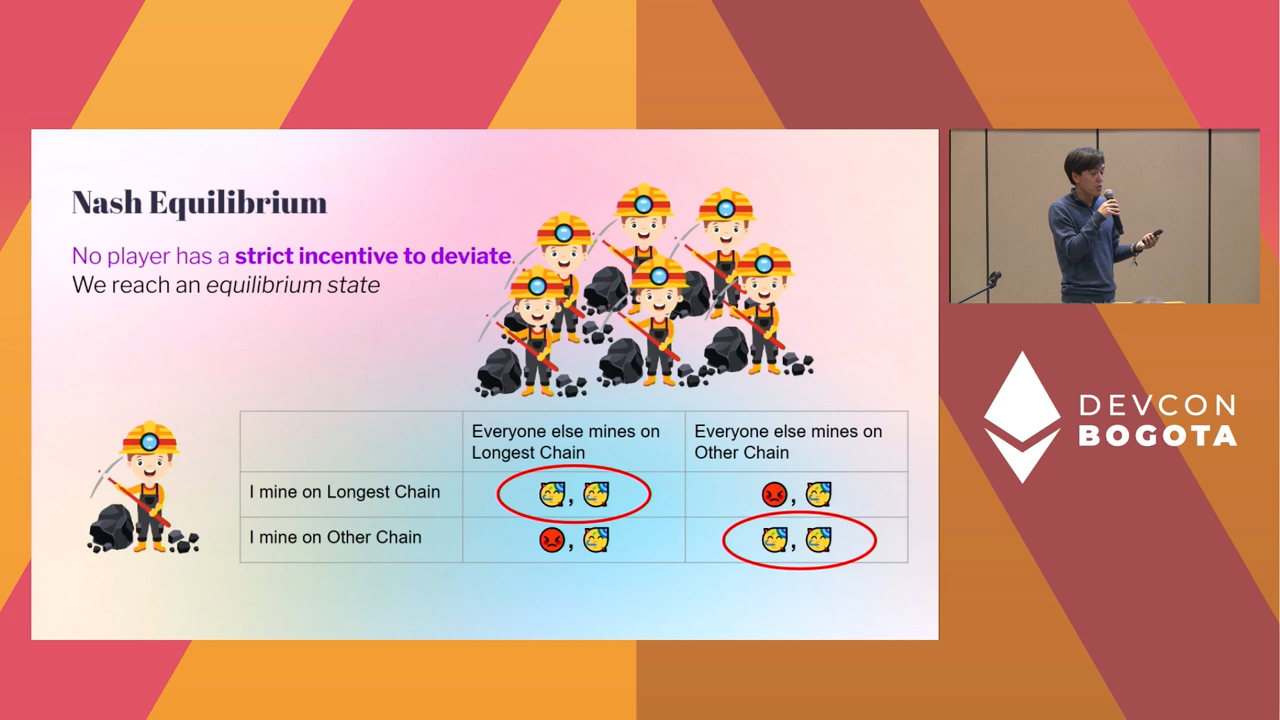 Nash Equilibrium
No player has a strict incentive to deviate.
We reach an equilibrium state
Everyone else mines on
Longest Chain
Everyone else mines on
Other Chain
I mine on Longest Chain
,
,
I mine on Other Chain
,
,
DEVCON
BOGOTA